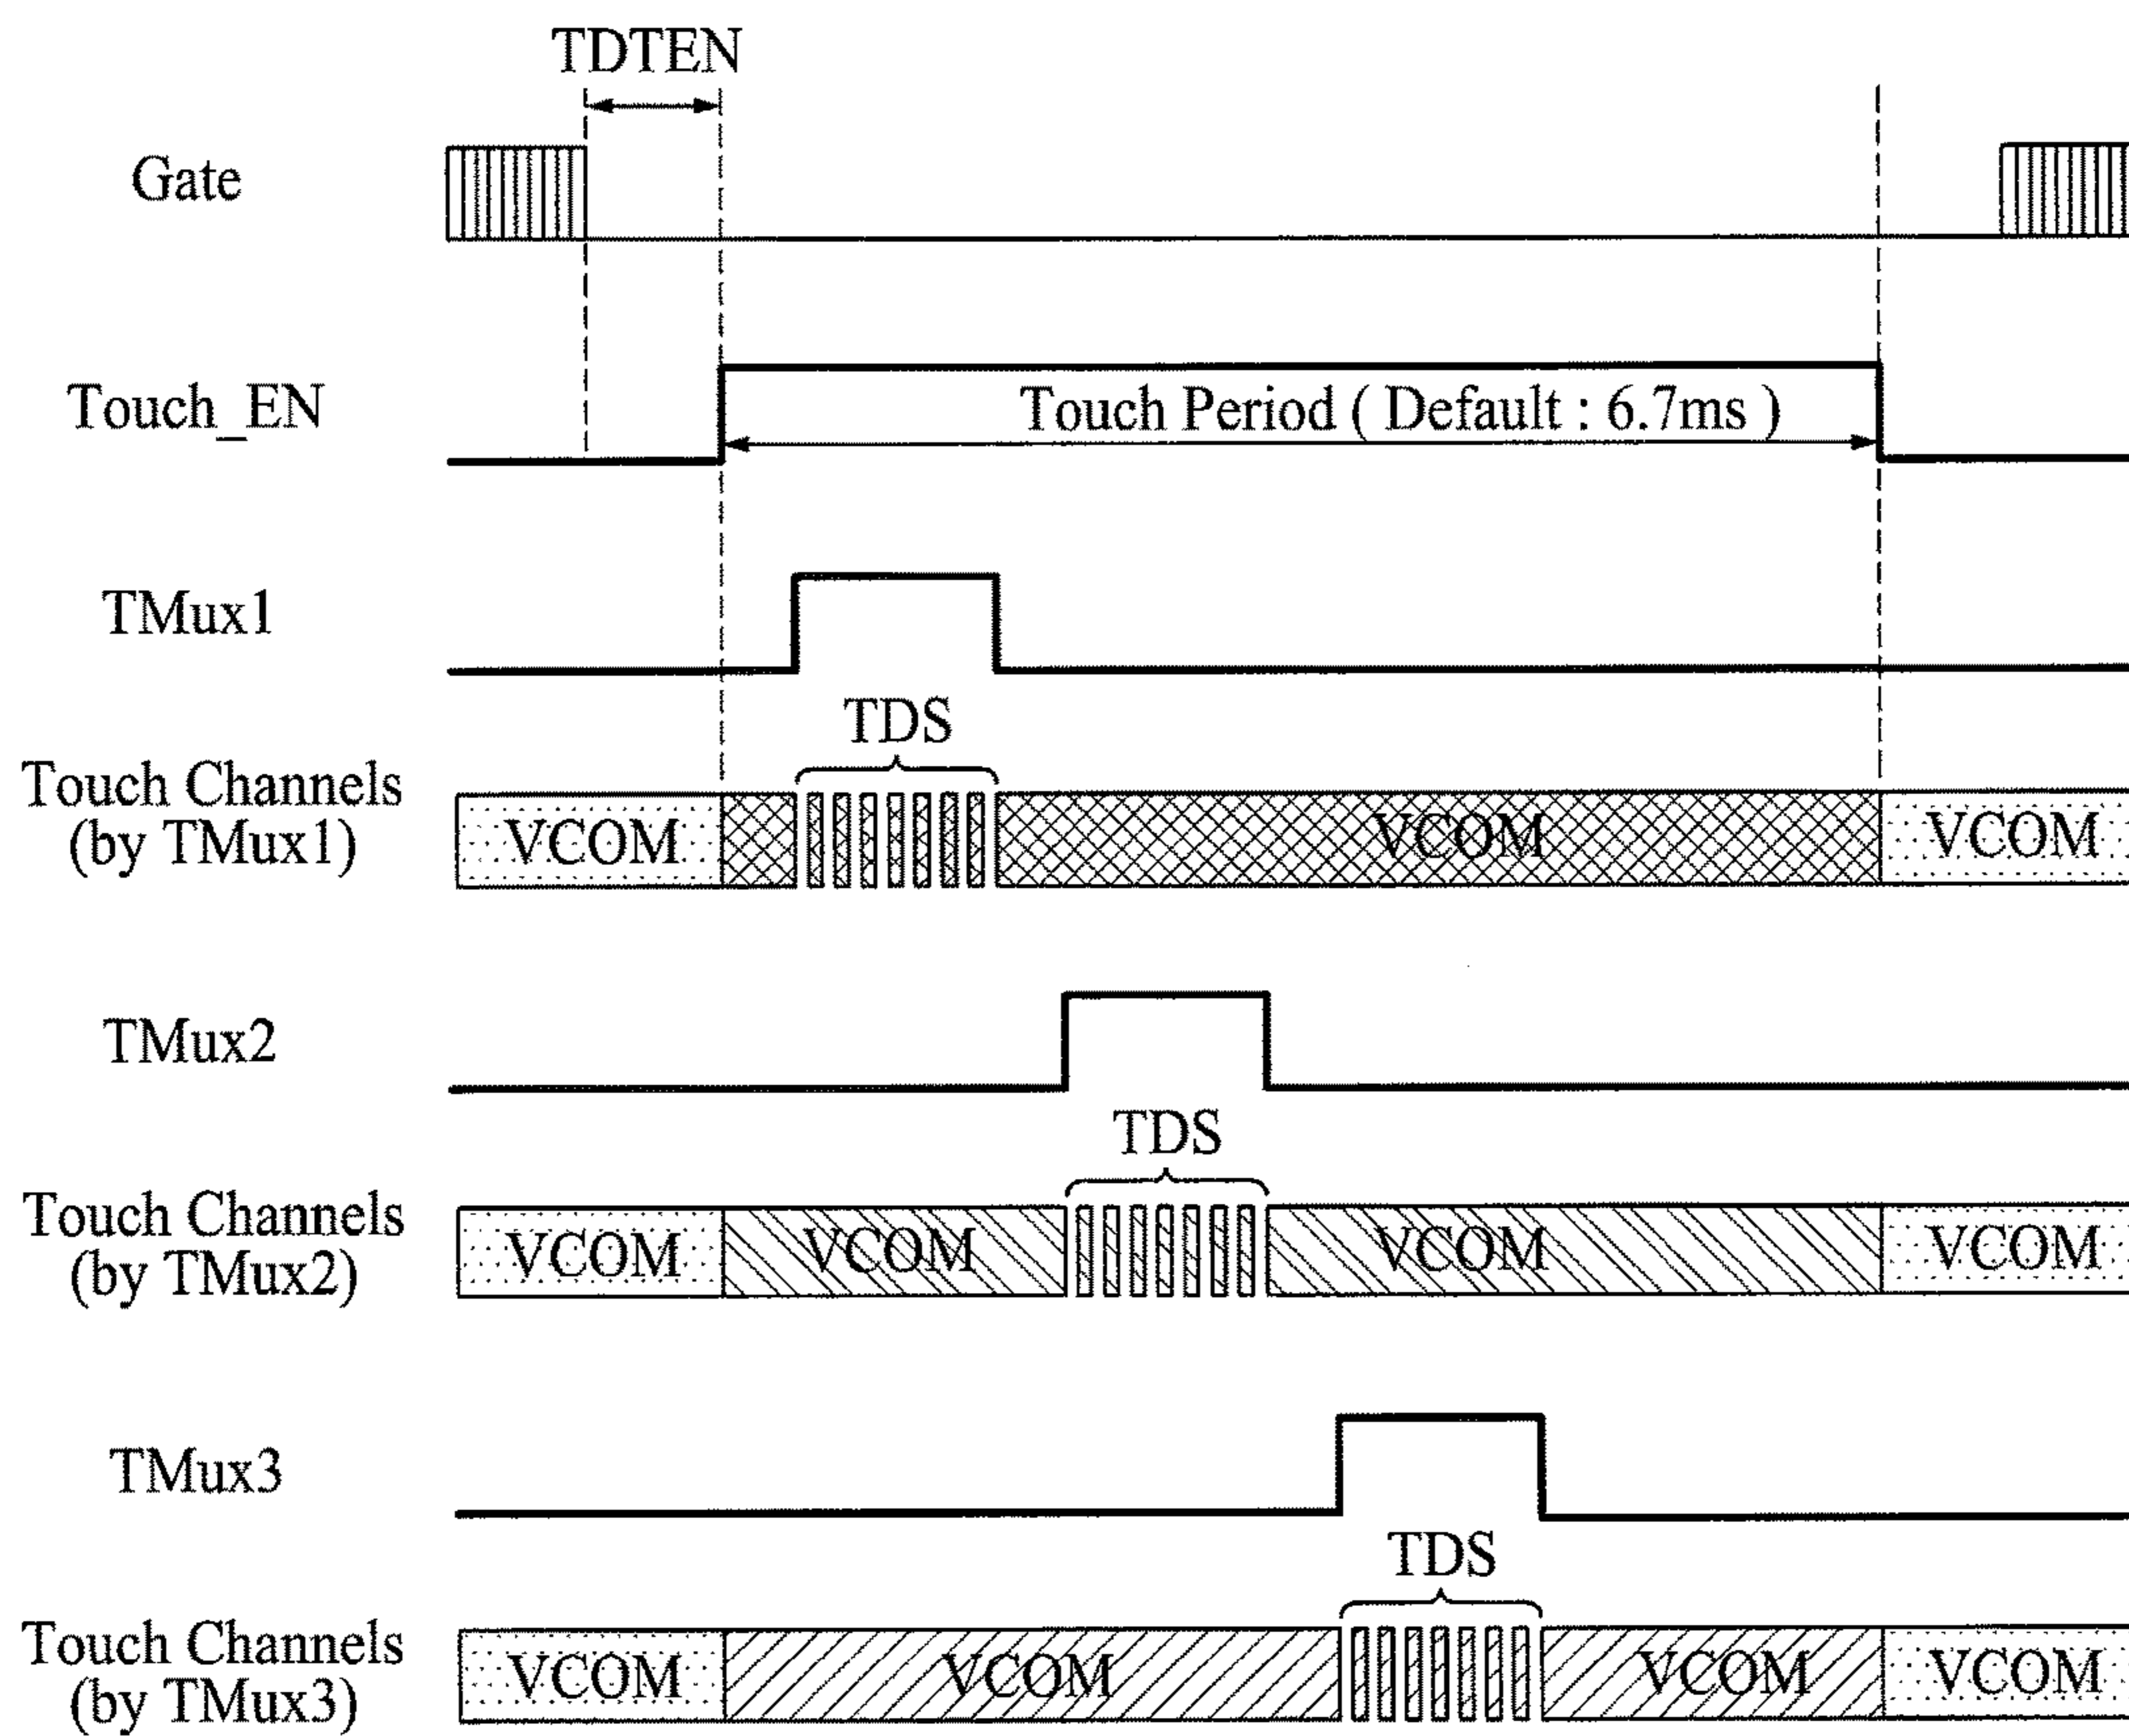 TDTEN
Gate
Touch_EN
Touch Period ( Default : 6.7ms )
TMux1
TDS
Touch Channels
(by TMux1)
VCOM
VCOM
VCOM
TMux2
TDS
Touch Channels
(by TMux2)
VCOM
VCOM
VCOM
VCOM
TMux3
TDS
Touch Channels
(by TMux3)
VCOM
VCOM
VCOM
VCOM